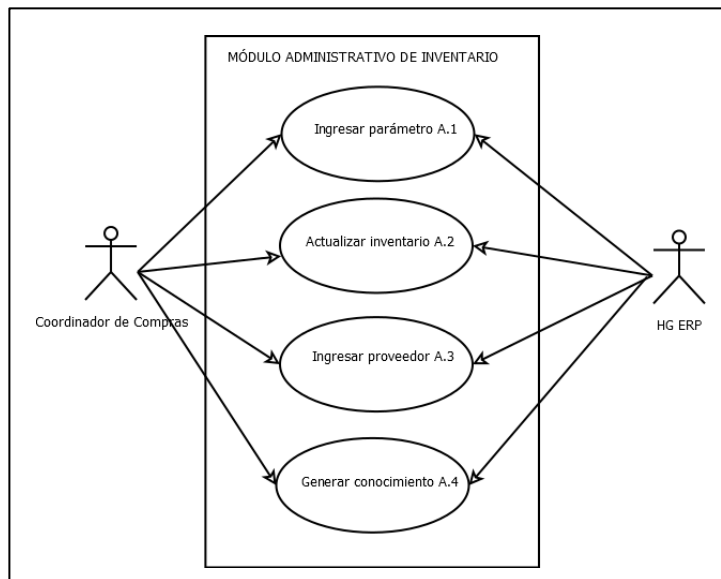 MÓDULO ADMINISTRATIVO DE INVENTARIO
Ingresar parámetro A.1
Actualizar inventario A.2
Coordinador de Compras
HG ERP
Ingresar proveedor A.3
Generar conocimiento A.4